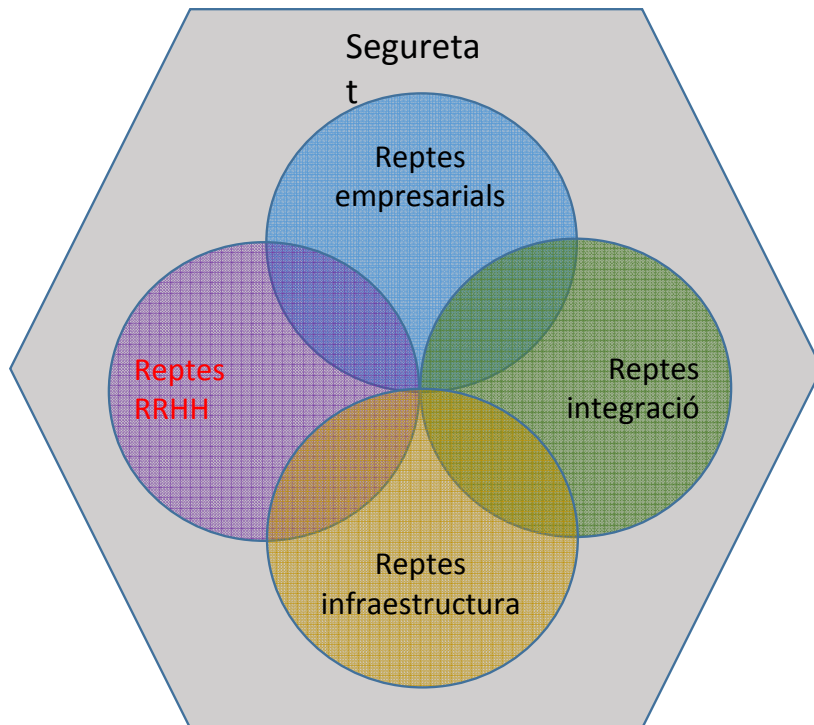 Segureta
t
Reptes
empresarials
Reptes
RRHH
Reptes
integració
Reptes
infraestructura